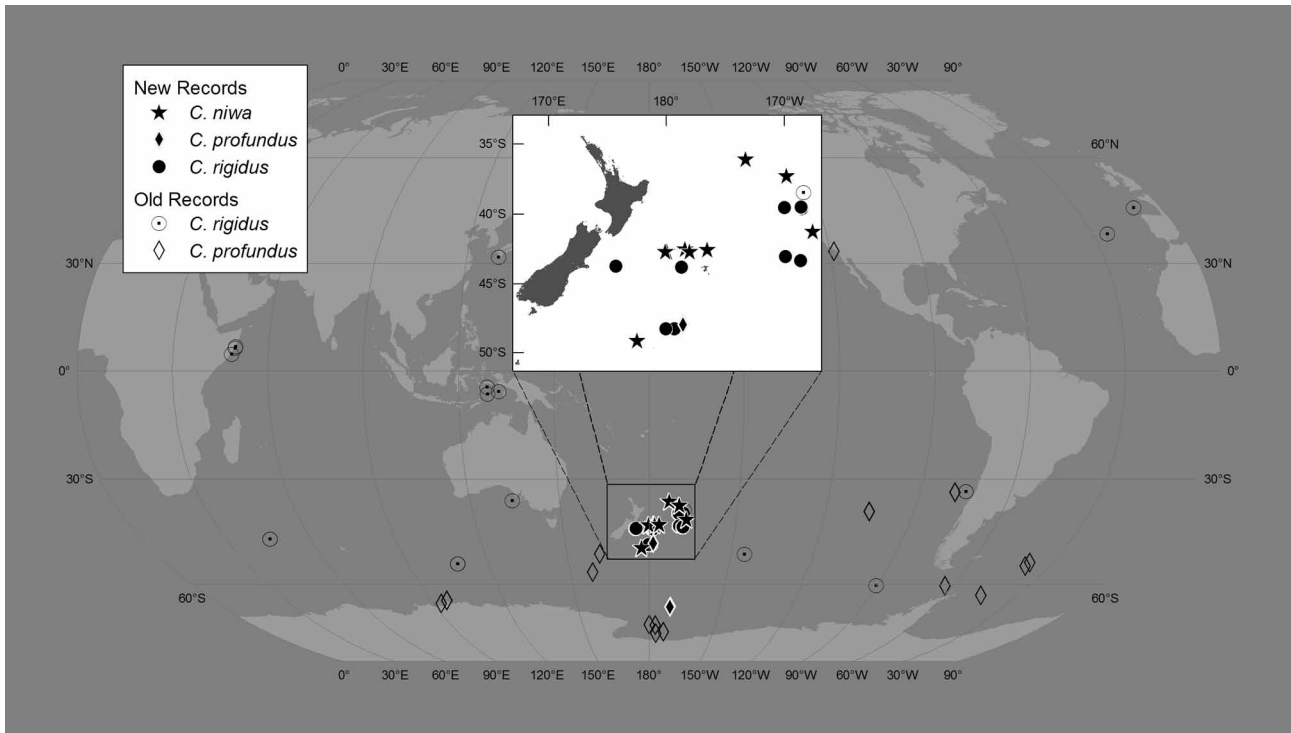 0° 30°E 60°E 90°E 120°E 150°E 180° 150°W 120°W 90°W 60°W 30°W 90°
New Records
C. niwa
C. profundus
C. rigidus
Old Records
C. rigidus
C. profundus
170°E 180° 170°W
35°S
40°S
45°S
50°S
60°N
30°N 30°N
0° 0°
30°S 30°S
60°S 60°S
0° 30°E 60°E 90°E 120°E 150°E 180° 150°W 120°W 90°W 60°W 30°W 90°